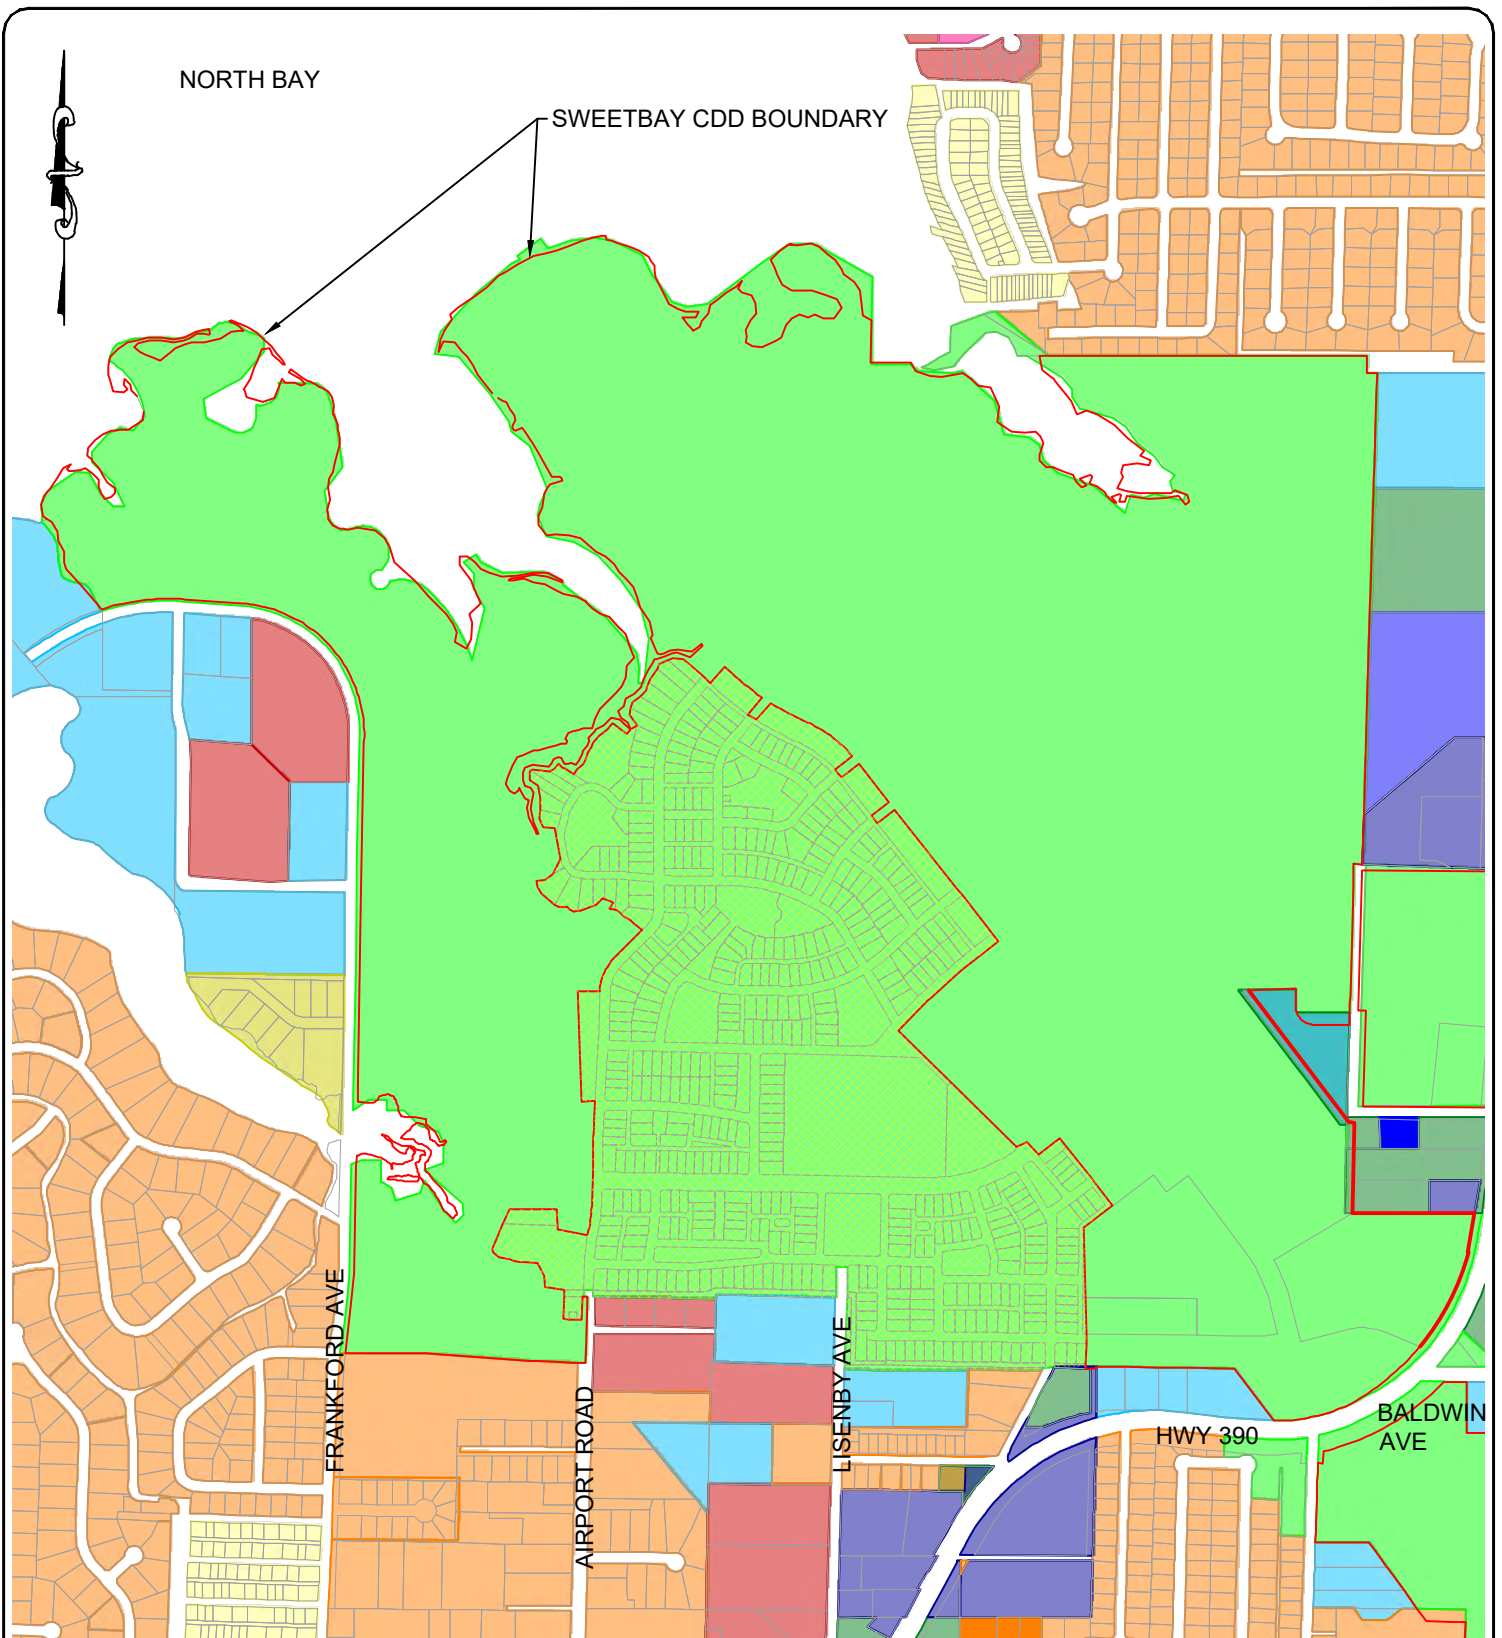 NORTH BAY
SWEETBAY CDD BOUNDARY
FRANKFORD AVE
AIRPORT ROAD
LISENBY AVE
HWY 390
BALDWIN
AVE